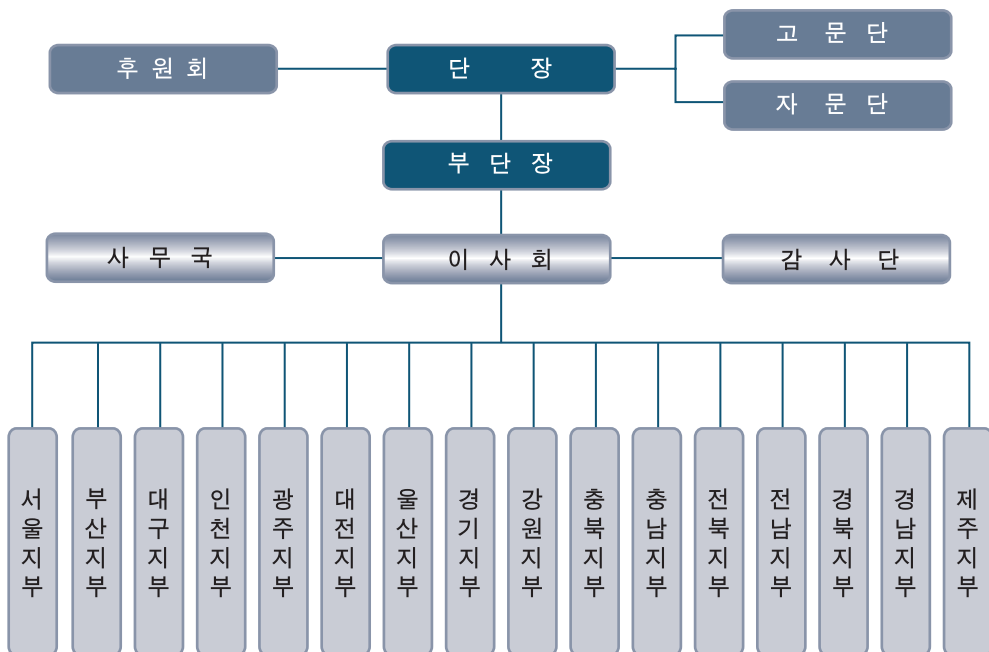 고 문 단
후 원 회
단 장
자 문 단
부 단 장
사 무 국
이 사 회
감 사 단
서울지부
부산지부
대구지부
인천지부
광주지부
대전지부
울산지부
경기지부
강원지부
충북지부
충남지부
전북지부
전남지부
경북지부
경남지부
제주지부